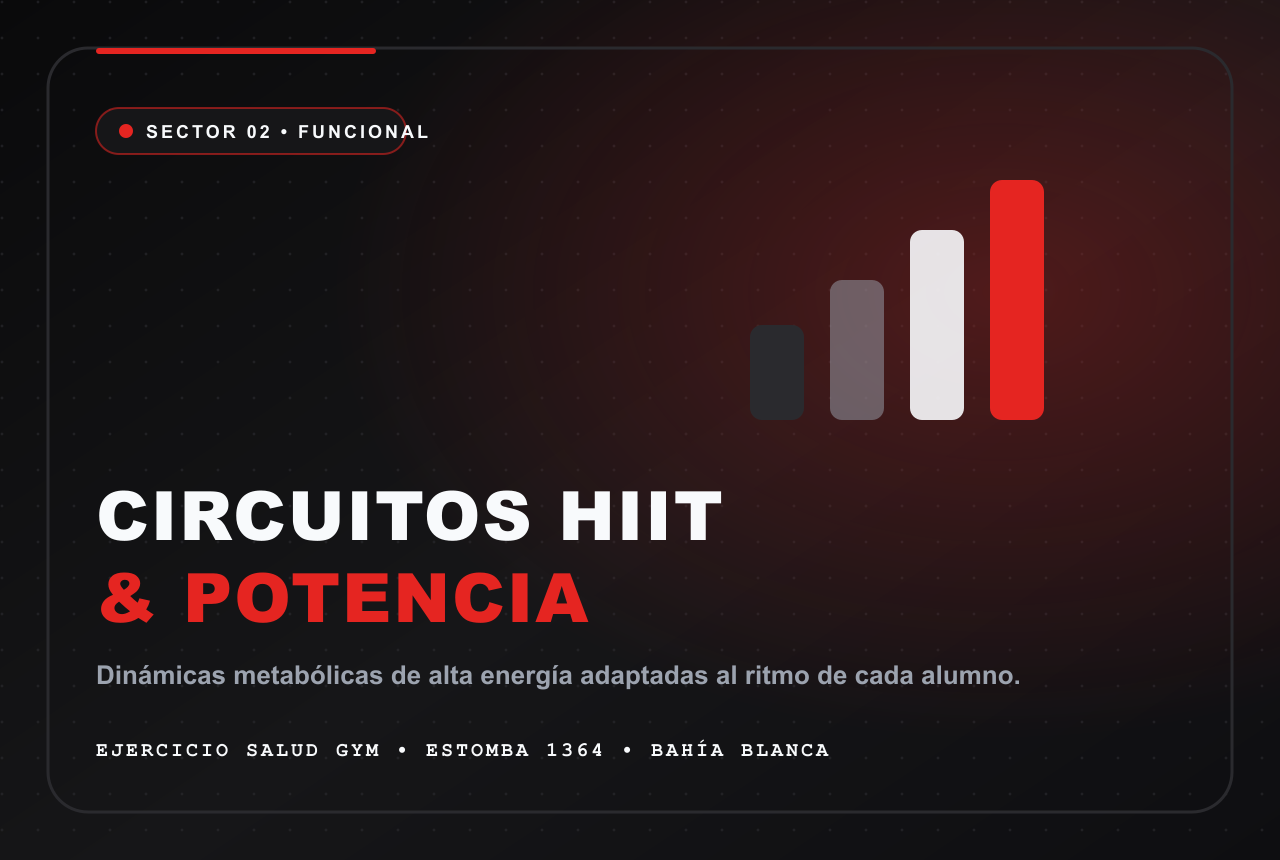 SECTOR 02 • FUNCIONAL
CIRCUITOS HIIT
& POTENCIA
Dinámicas metabólicas de alta energía adaptadas al ritmo de cada alumno.
EJERCICIO SALUD GYM • ESTOMBA 1364 • BAHÍA BLANCA